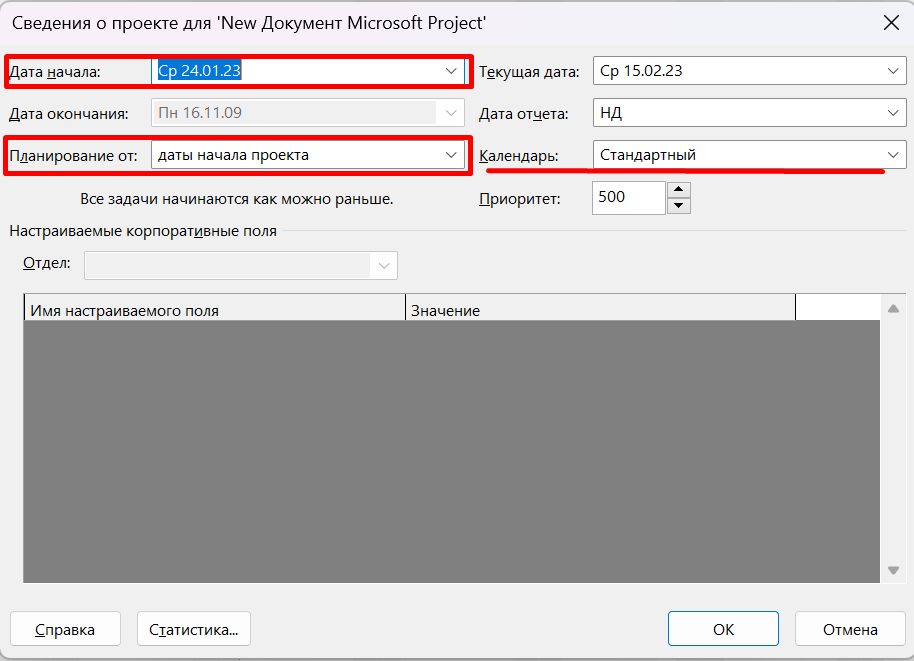 Сведения о проекте для 'New Документ Microsoft Project'
Дата начала: Ср 24.01.23 Текущая дата: Ср 15.02.23
Дата окончания: Пн 16.11.09 Дата отчета: НД
Планирование от: даты начала проекта Календарь: Стандартный
Все задачи начинаются как можно раньше. Приоритет: 500
Настраиваемые корпоративные поля
Отдел:
Имя настраиваемого поля Значение
Справка Статистика... ОК Отмена